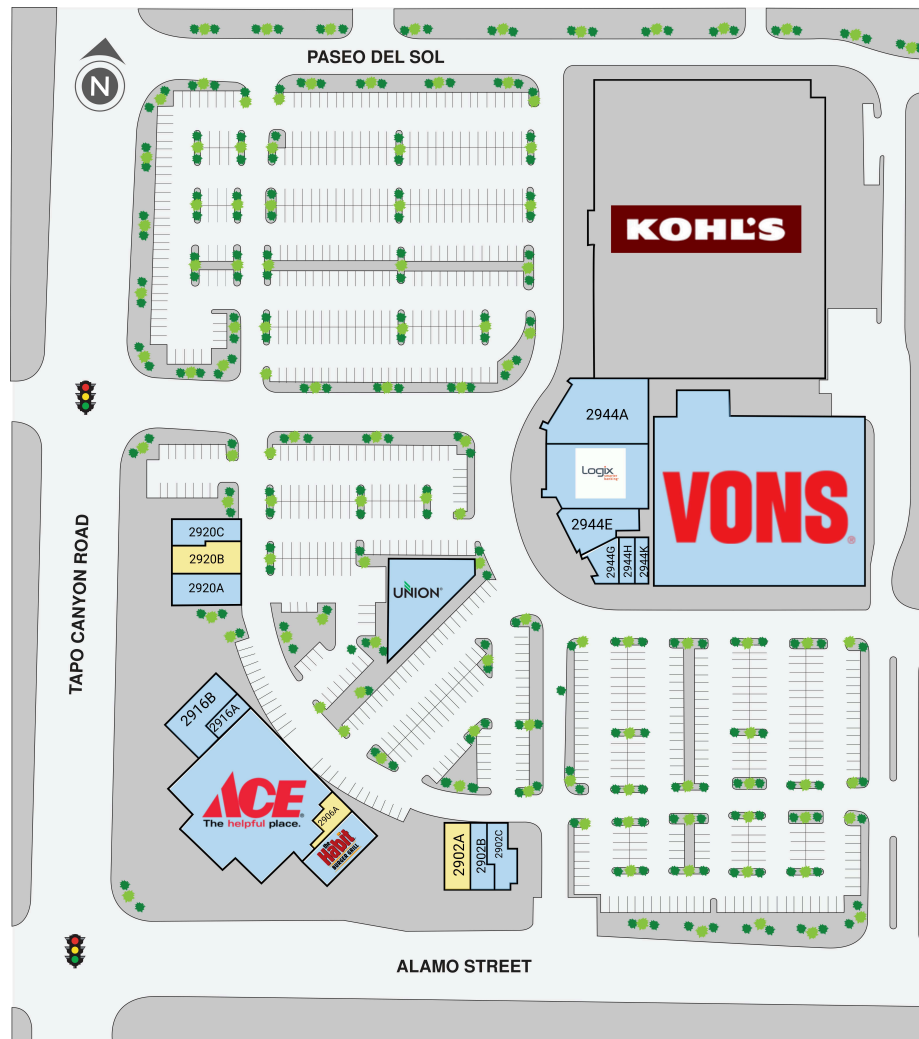 PASEO DEL SOL
N
KOHL'S
2944A
Logix
VONS®
2944E
2944G
2944H
2944K
2920C
2920B
2920A
UNION®
TAPO CANYON ROAD
2916B
2916A
ACE®
The helpful place.
2906A
the
Habit
BURGER GRILL
2902A
2902B
2902C
ALAMO STREET